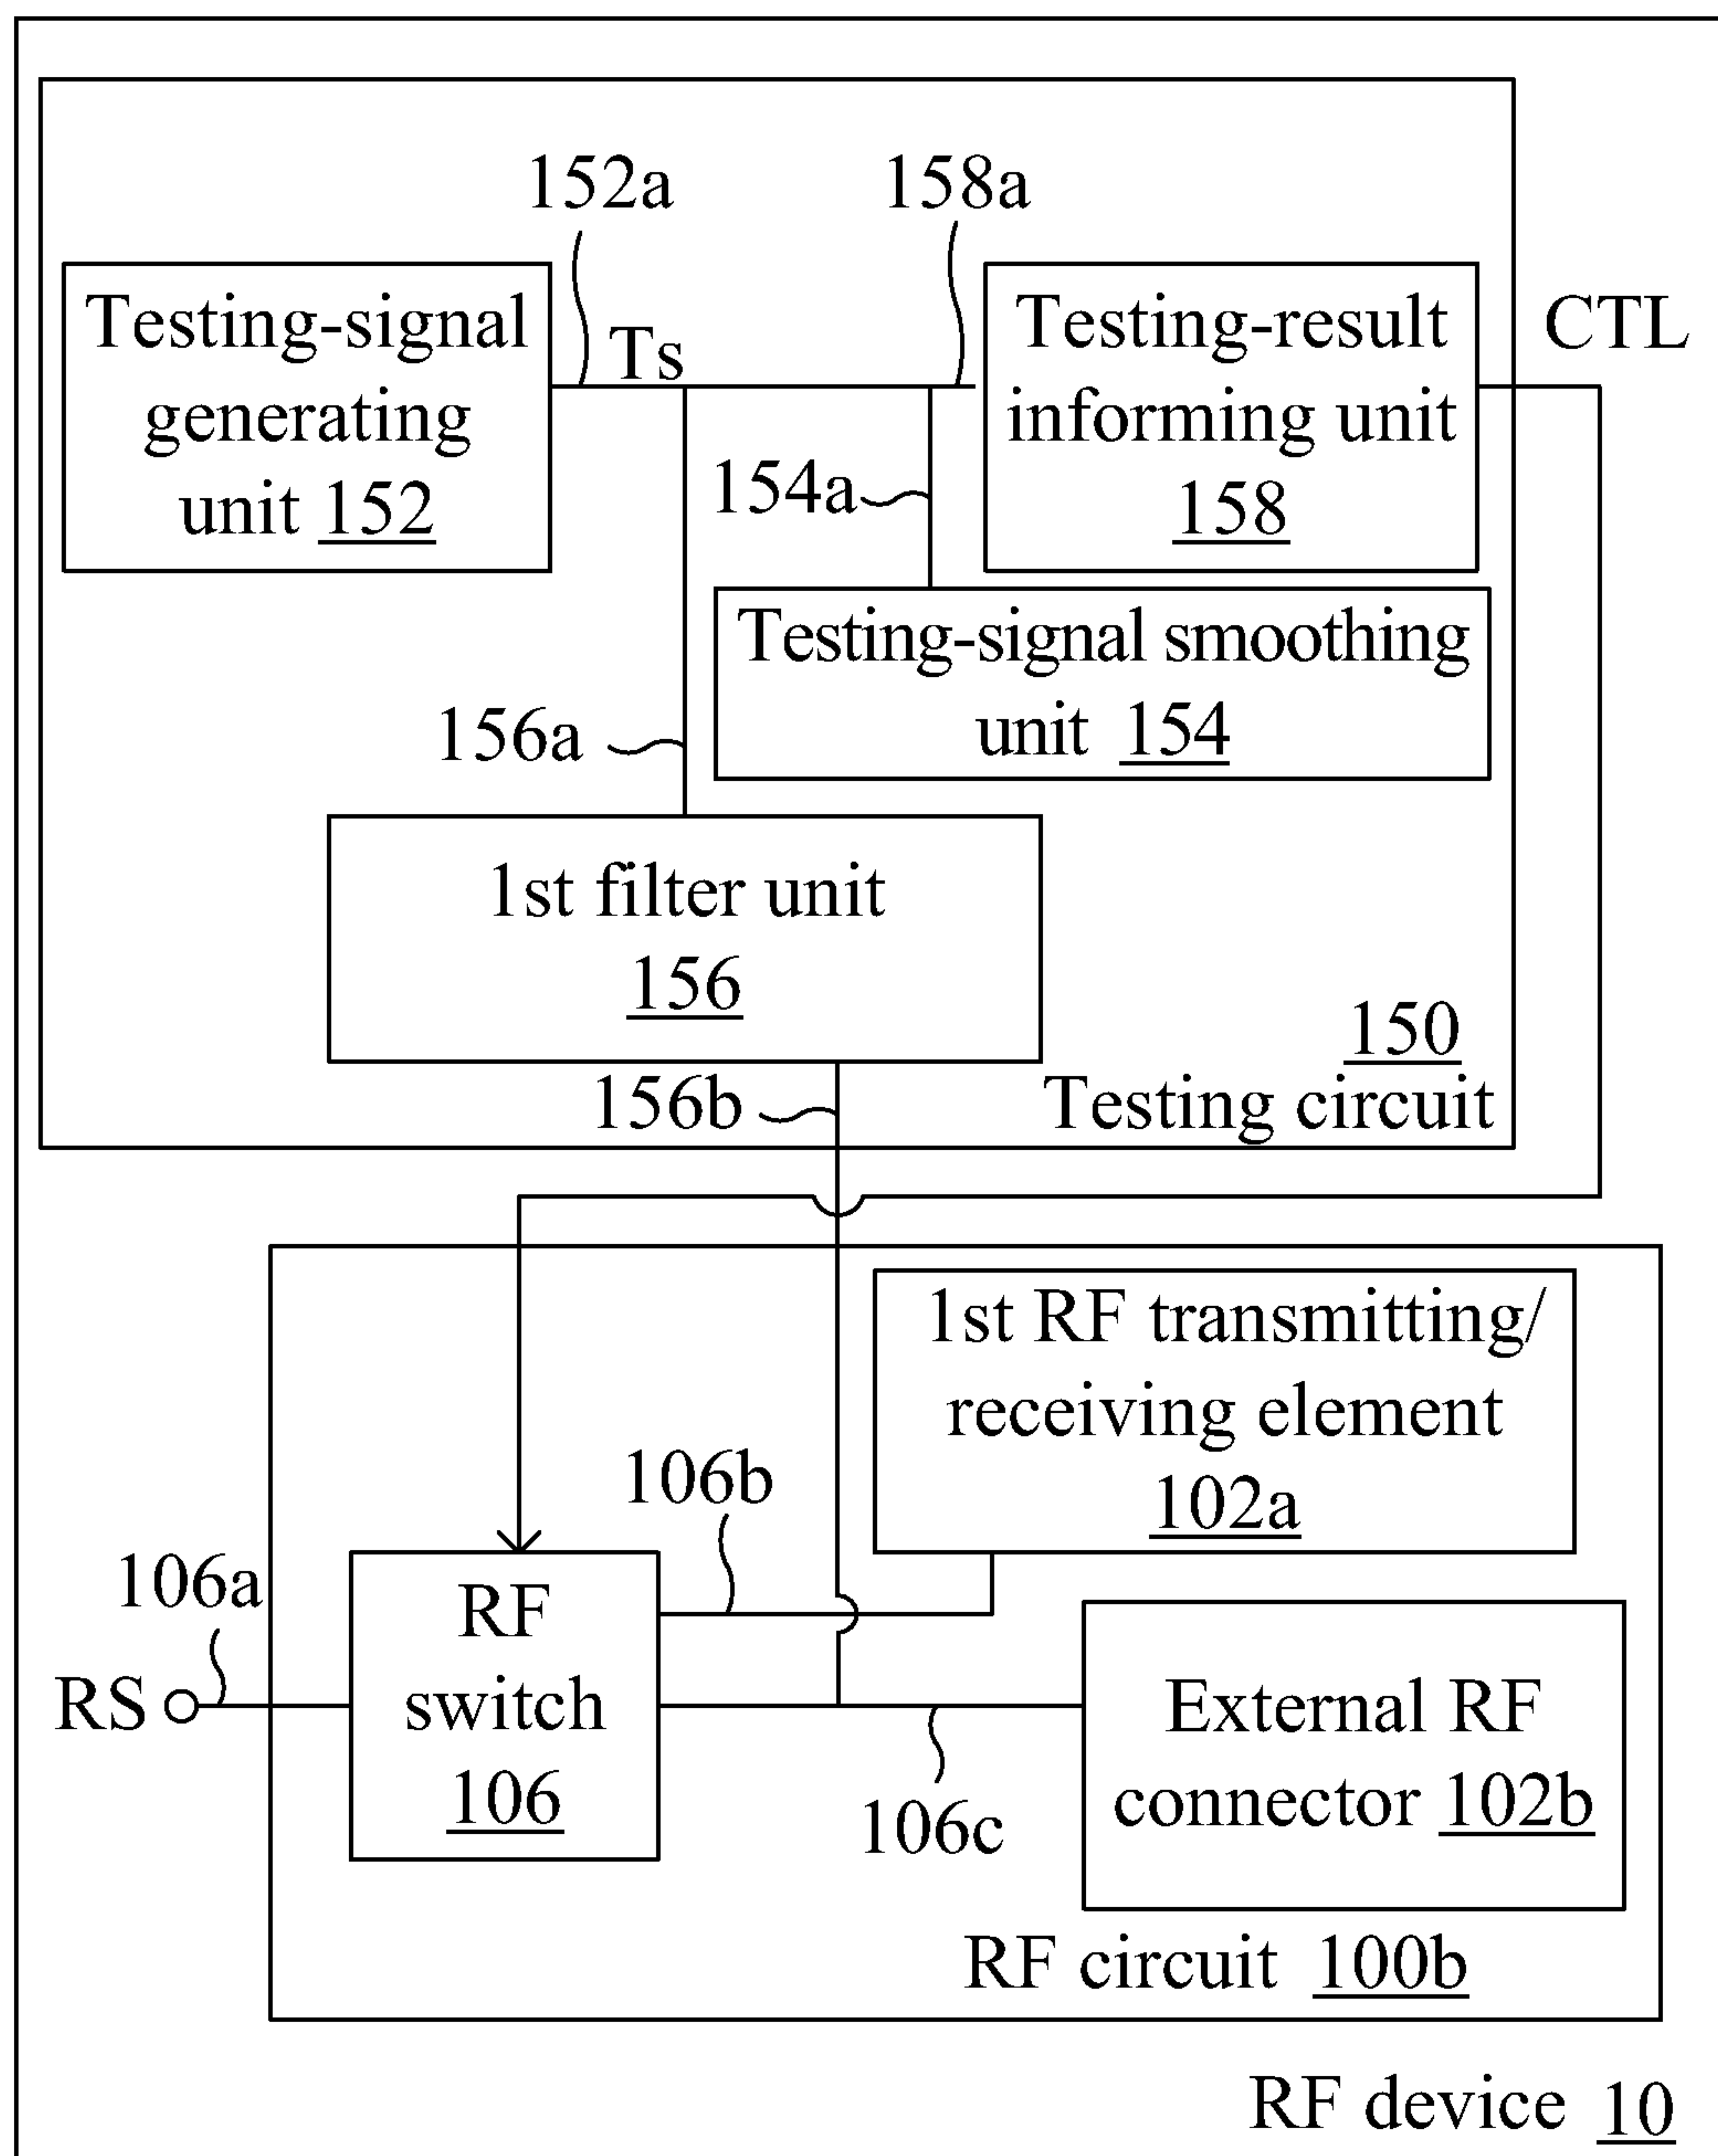 152a
158a
Testing-signal
generating
unit 152
Ts
Testing-result
informing unit
158
CTL
154a
Testing-signal smoothing
unit 154
156a
1st filter unit
156
150
Testing circuit
156b
1st RF transmitting/
receiving element
102a
106b
106a
RS
RF
switch
106
External RF
connector 102b
106c
RF circuit 100b
RF device 10